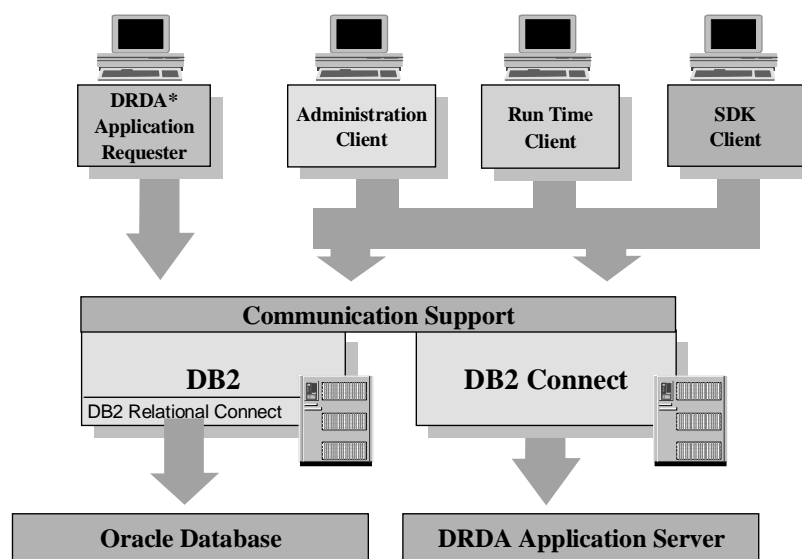 DRDA*
Application
Requester
Administration
Client
Run Time
Client
SDK
Client
Communication Support
DB2
DB2 Relational Connect
DB2 Connect
Oracle Database
DRDA Application Server